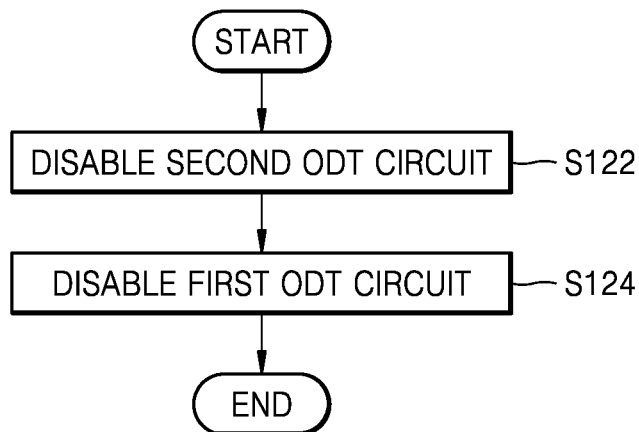 START
DISABLE SECOND ODT CIRCUIT
S122
DISABLE FIRST ODT CIRCUIT
S124
END